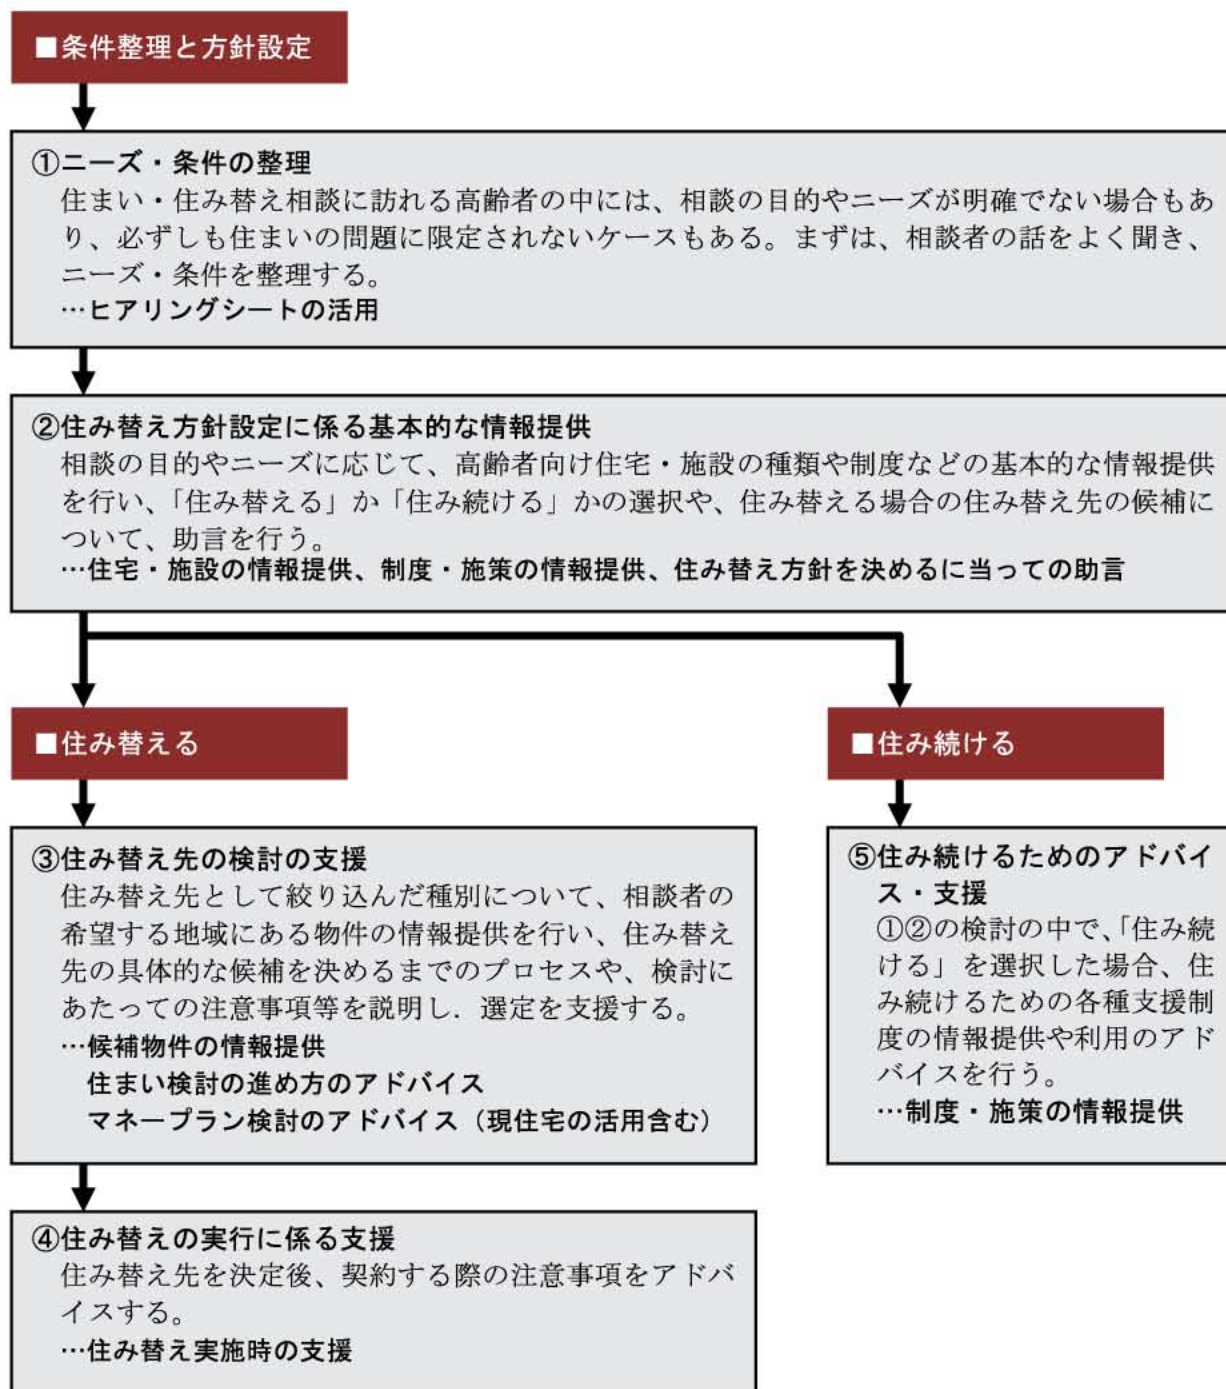 ■条件整理と方針設定
①ニーズ・条件の整理
住まい・住み替え相談に訪れる高齢者の中には、相談の目的やニーズが明確でない場合もあ
り、必ずしも住まいの問題に限定されないケースもある。まずは、相談者の話をよく聞き、
ニーズ・条件を整理する。
…ヒアリングシートの活用
②住み替え方針設定に係る基本的な情報提供
相談の目的やニーズに応じて、高齢者向け住宅・施設の種類や制度などの基本的な情報提供
を行い、「住み替える」か「住み続ける」かの選択や、住み替える場合の住み替え先の候補に
ついて、助言を行う。
…住宅・施設の情報提供、制度・施策の情報提供、住み替え方針を決めるに当っての助言
■住み替える
③住み替え先の検討の支援
住み替え先として絞り込んだ種別について、相談者の
希望する地域にある物件の情報提供を行い、住み替え
先の具体的な候補を決めるまでのプロセスや、検討に
あたっての注意事項等を説明し．選定を支援する。
…候補物件の情報提供
住まい検討の進め方のアドバイス
マネープラン検討のアドバイス（現住宅の活用含む）
④住み替えの実行に係る支援
住み替え先を決定後、契約する際の注意事項をアドバ
イスする。
…住み替え実施時の支援
■住み続ける
⑤住み続けるためのアドバイ
ス・支援
①②の検討の中で、「住み続
ける」を選択した場合、住
み続けるための各種支援制
度の情報提供や利用のアド
バイスを行う。
…制度・施策の情報提供